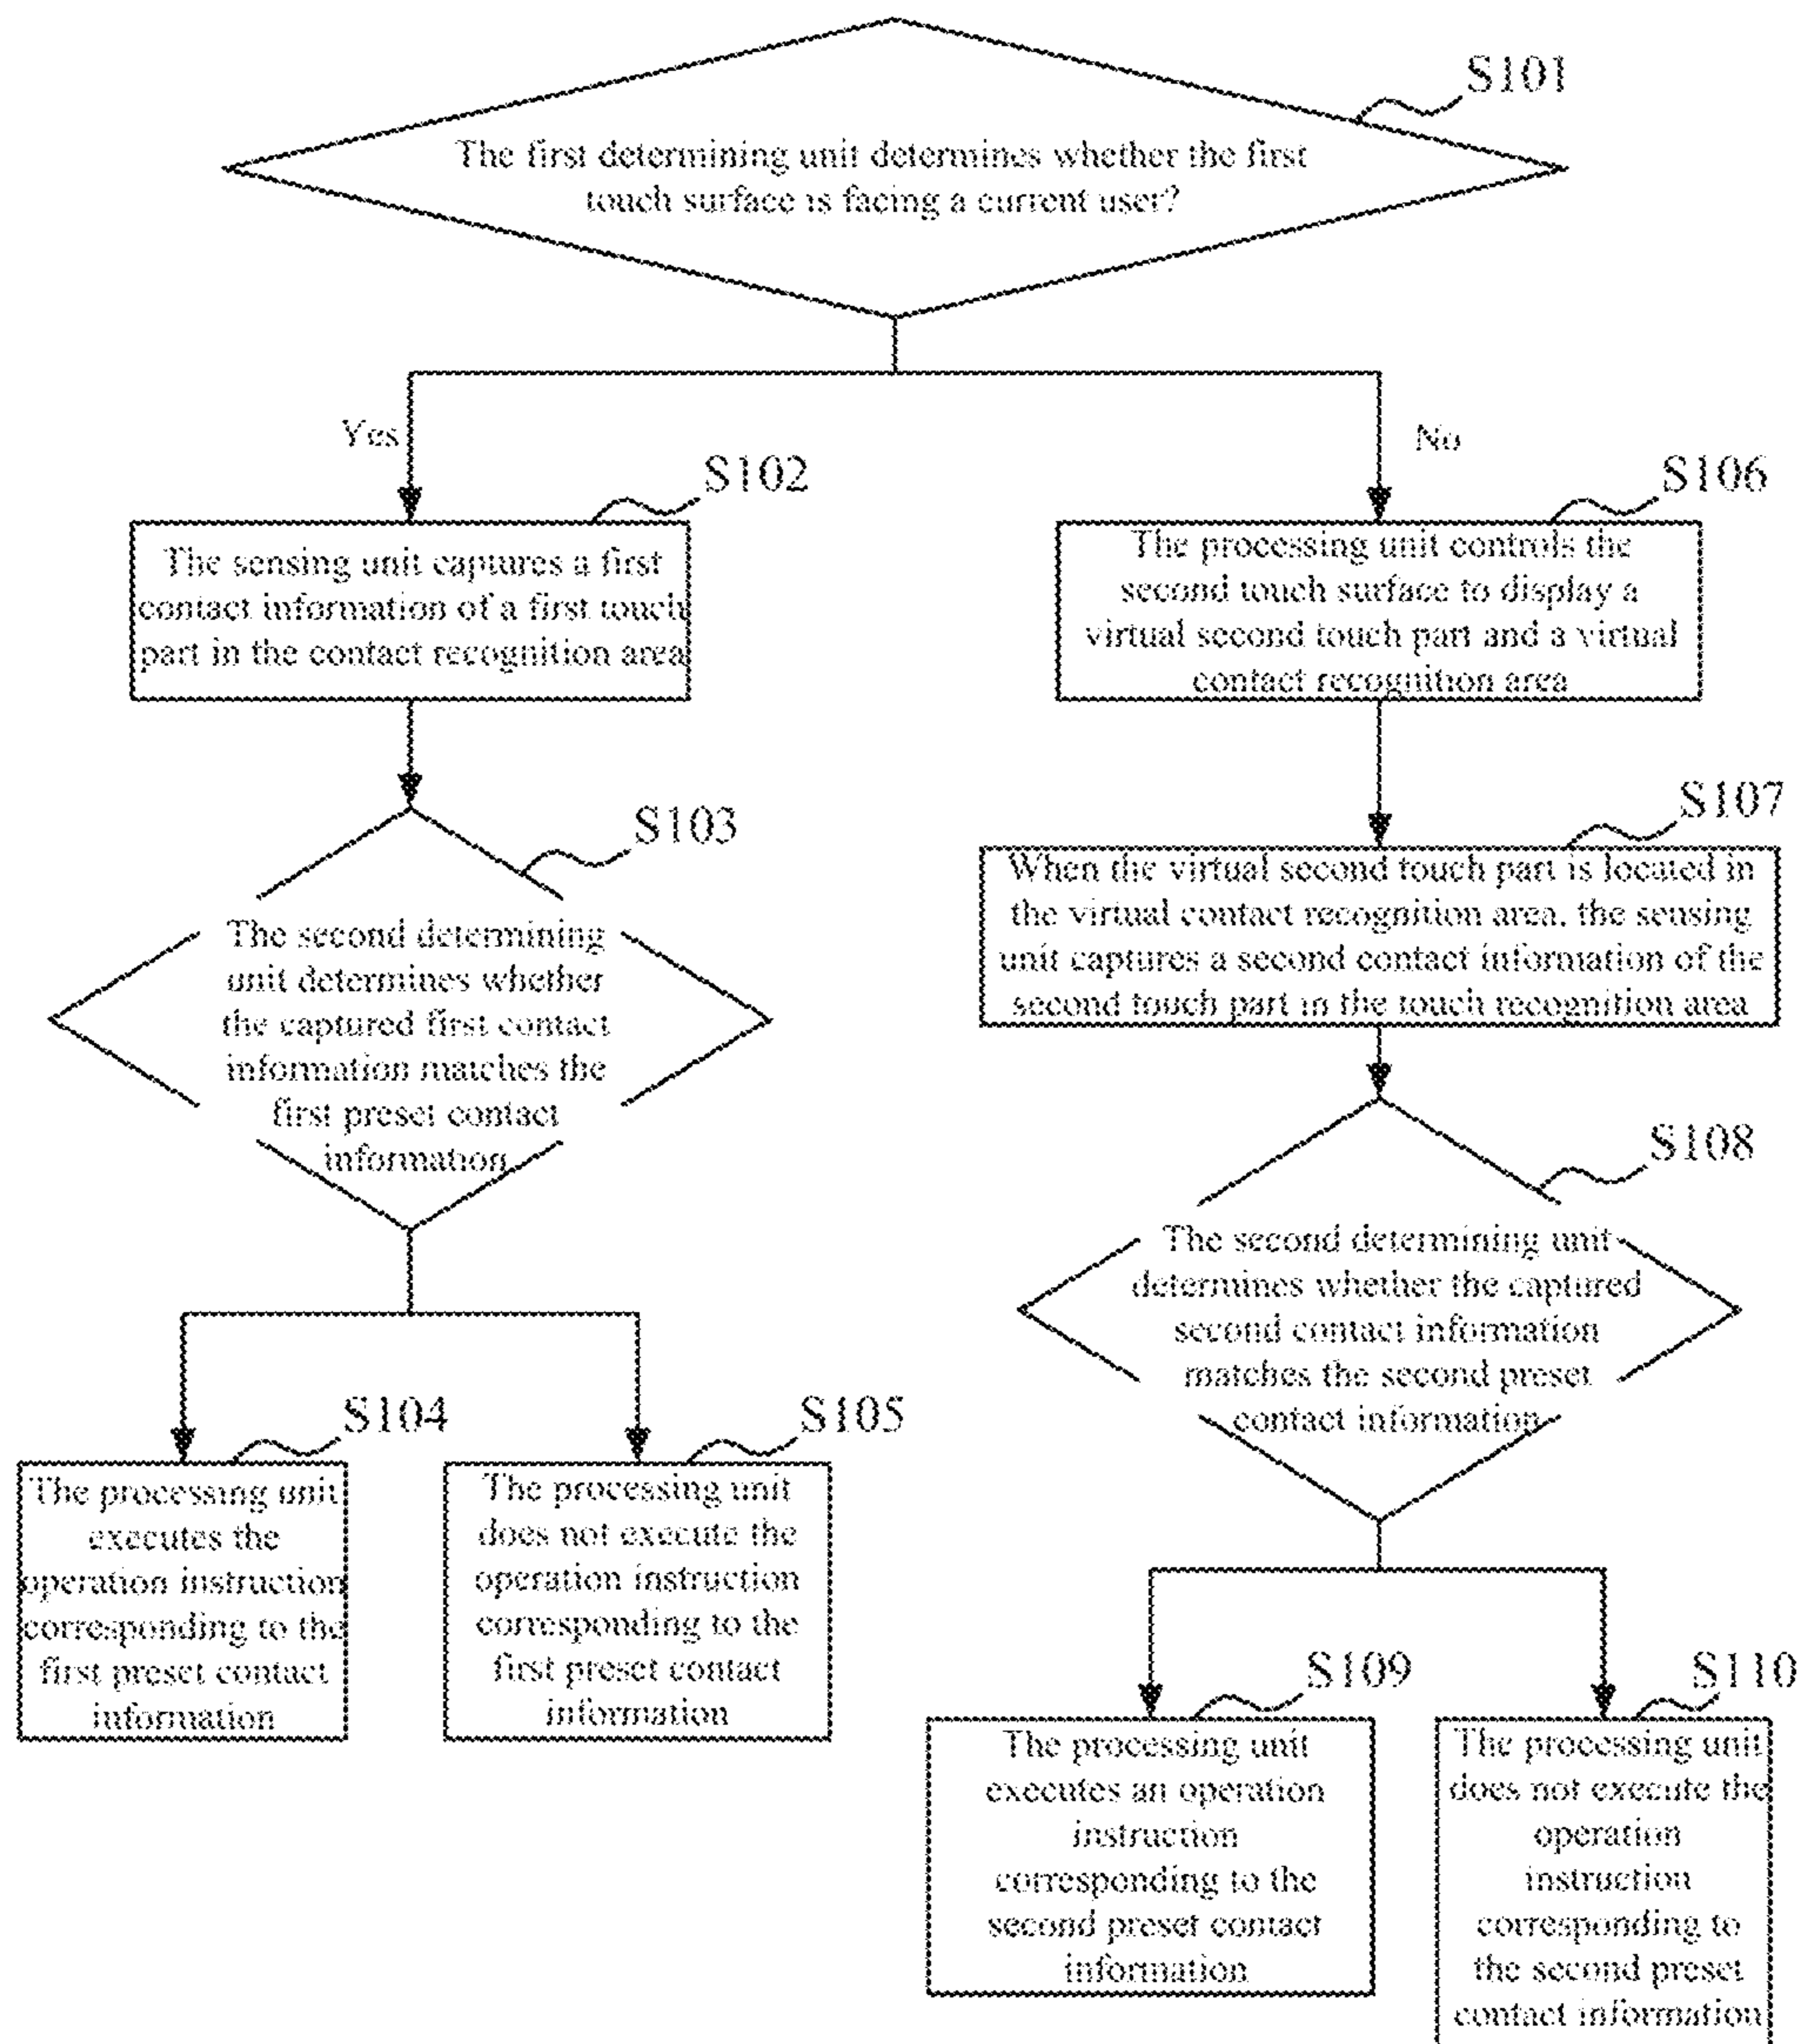 S101
The first determining unit determines whether the first
touch surface is facing a current user?
Yes
No
S102
The sensing unit captures a first
contact information of a first touch
part in the contact recognition area
S106
The processing unit controls the
second touch surface to display a
virtual second touch part and a virtual
contact recognition area
S103
The second determining
unit determines whether
the captured first contact
information matches the
first preset contact
information
S107
When the virtual second touch part is located in
the virtual contact recognition area, the sensing
unit captures a second contact information of the
second touch part in the touch recognition area
S108
The second determining unit
determines whether the captured
second contact information
matches the second preset
contact information
S104
The processing unit
executes the
operation instruction
corresponding to the
first preset contact
information
S105
The processing unit
does not execute the
operation instruction
corresponding to the
first preset contact
information
S109
The processing unit
executes an operation
instruction
corresponding to the
second preset contact
information
S110
The processing unit
does not execute the
operation
instruction
corresponding to
the second preset
contact information